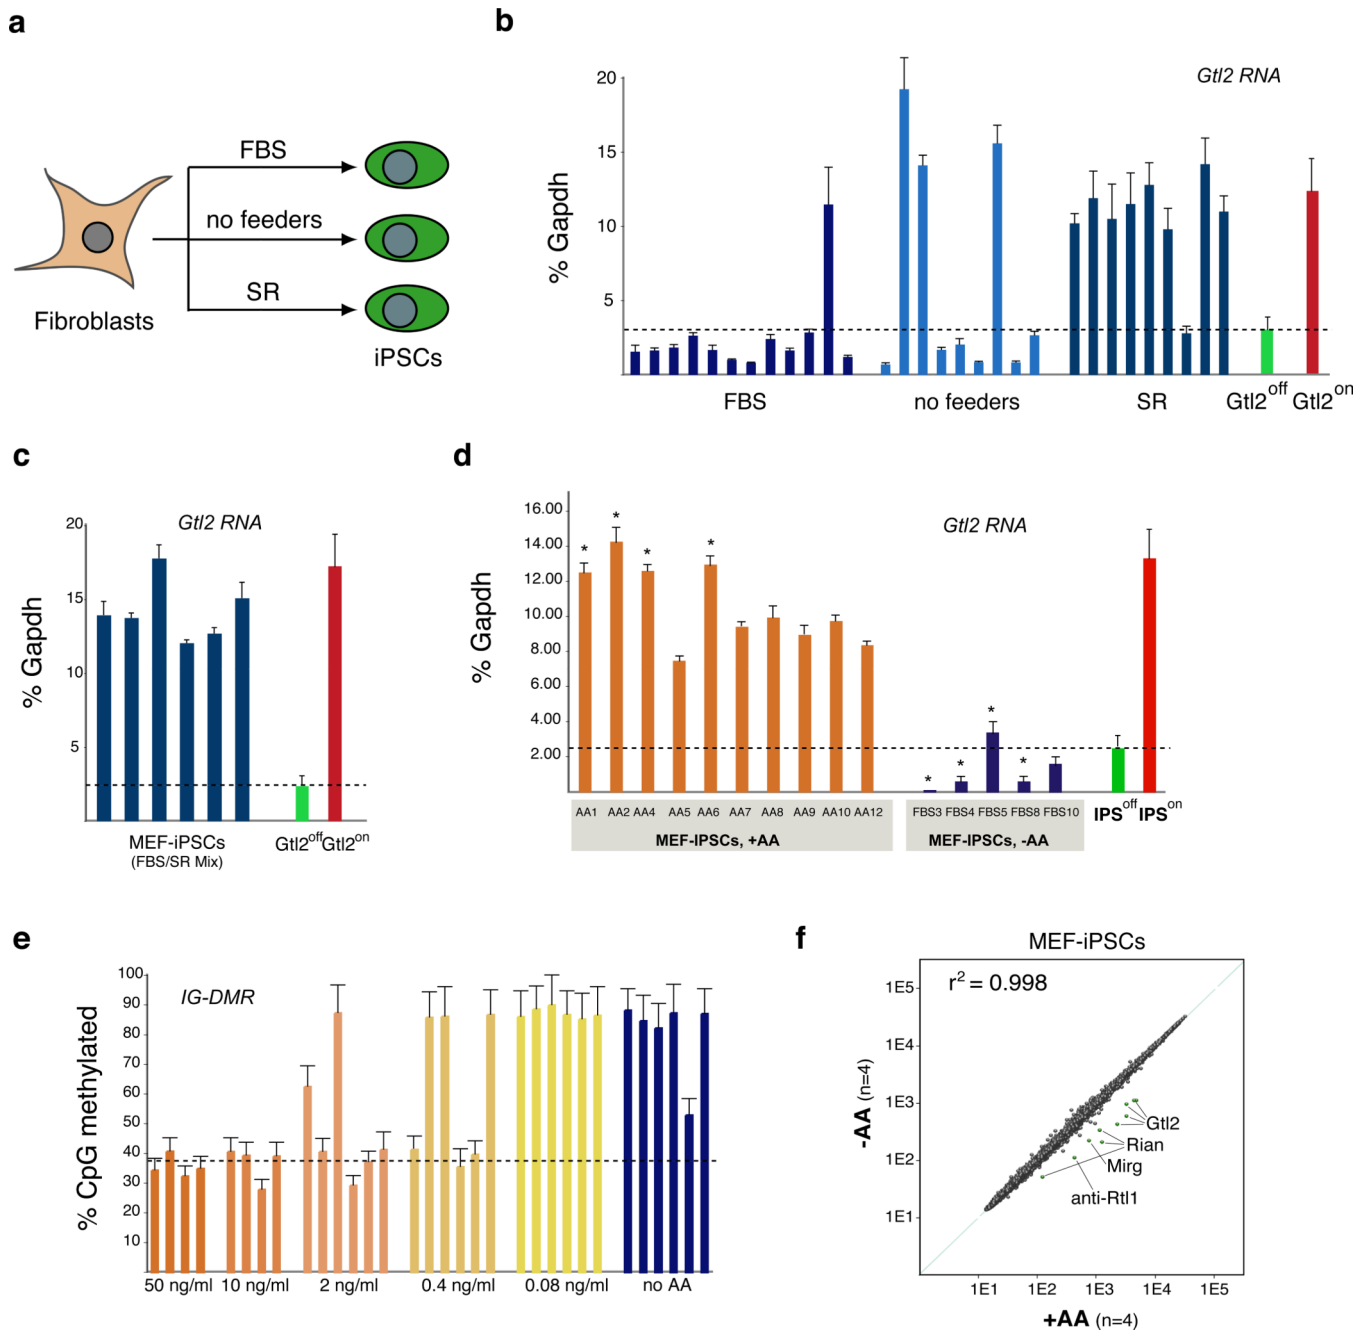 a
FBS
no feeders
SR
Fibroblasts
iPSCs
b
Gtl2 RNA
% Gapdh
20
15
10
5
FBS
no feeders
SR
Gtl2off
Gtl2on
c
Gtl2 RNA
% Gapdh
20
15
10
5
MEF-iPSCs
(FBS/SR Mix)
Gtl2off Gtl2on
d
Gtl2 RNA
% Gapdh
16.00
14.00
12.00
10.00
8.00
6.00
4.00
2.00
* * * *
* * * *
AA1 AA2 AA4 AA5 AA6 AA7 AA8 AA9 AA10 AA12
MEF-IPSCs, +AA
FBS3 FBS4 FBS5 FBS8 FBS10
MEF-IPSCs, -AA
IPSoff IPSon
e
IG-DMR
% CpG methylated
100
90
80
70
60
50
40
30
20
10
50 ng/ml 10 ng/ml 2 ng/ml 0.4 ng/ml 0.08 ng/ml no AA
f
MEF-iPSCs
r2 = 0.998
-AA (n=4)
1E5
1E4
1E3
1E2
1E1
Gtl2
Rian
Mirg
anti-Rtl1
1E1 1E2 1E3 1E4 1E5
+AA (n=4)